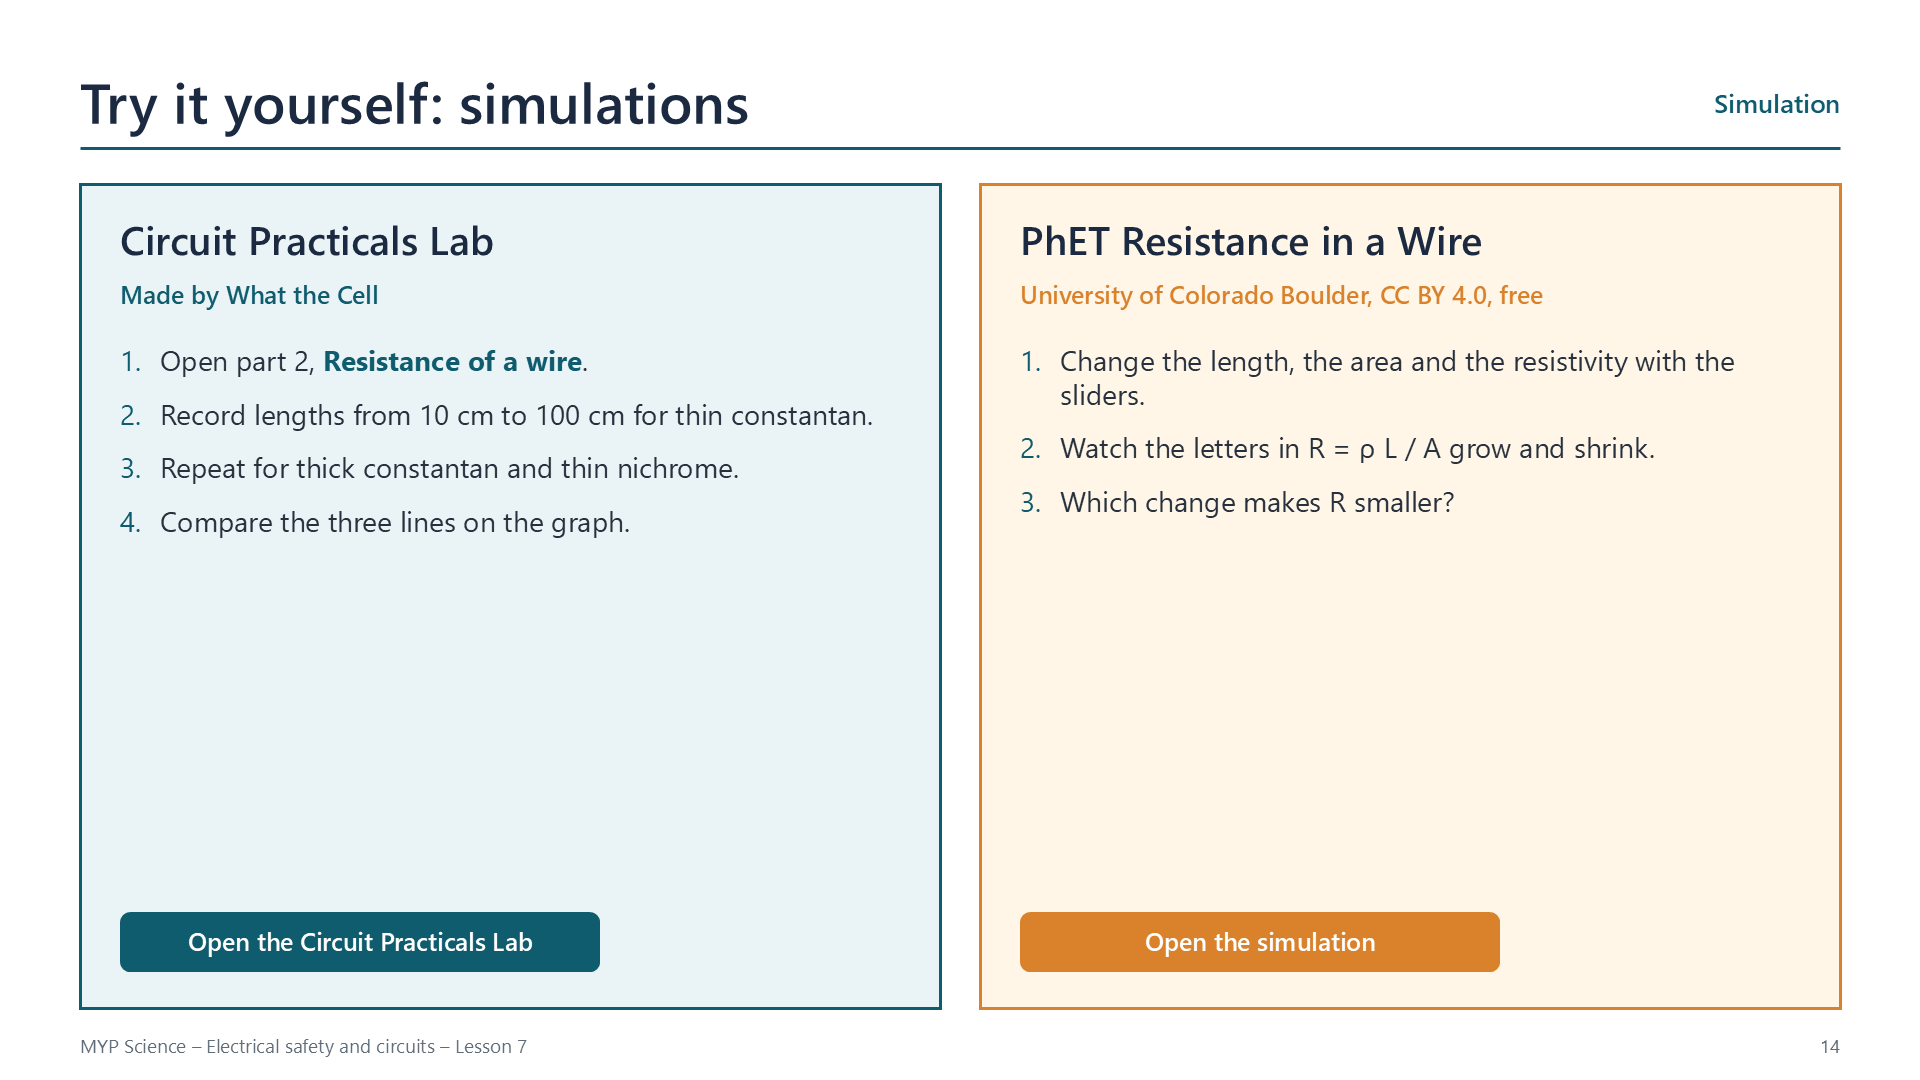 Try it yourself: simulations
Simulation
Circuit Practicals Lab
Made by What the Cell
1. Open part 2, Resistance of a wire.
2. Record lengths from 10 cm to 100 cm for thin constantan.
3. Repeat for thick constantan and thin nichrome.
4. Compare the three lines on the graph.
Open the Circuit Practicals Lab
PhET Resistance in a Wire
University of Colorado Boulder, CC BY 4.0, free
1. Change the length, the area and the resistivity with the
sliders.
2. Watch the letters in R = ρ L / A grow and shrink.
3. Which change makes R smaller?
Open the simulation
MYP Science – Electrical safety and circuits – Lesson 7
14